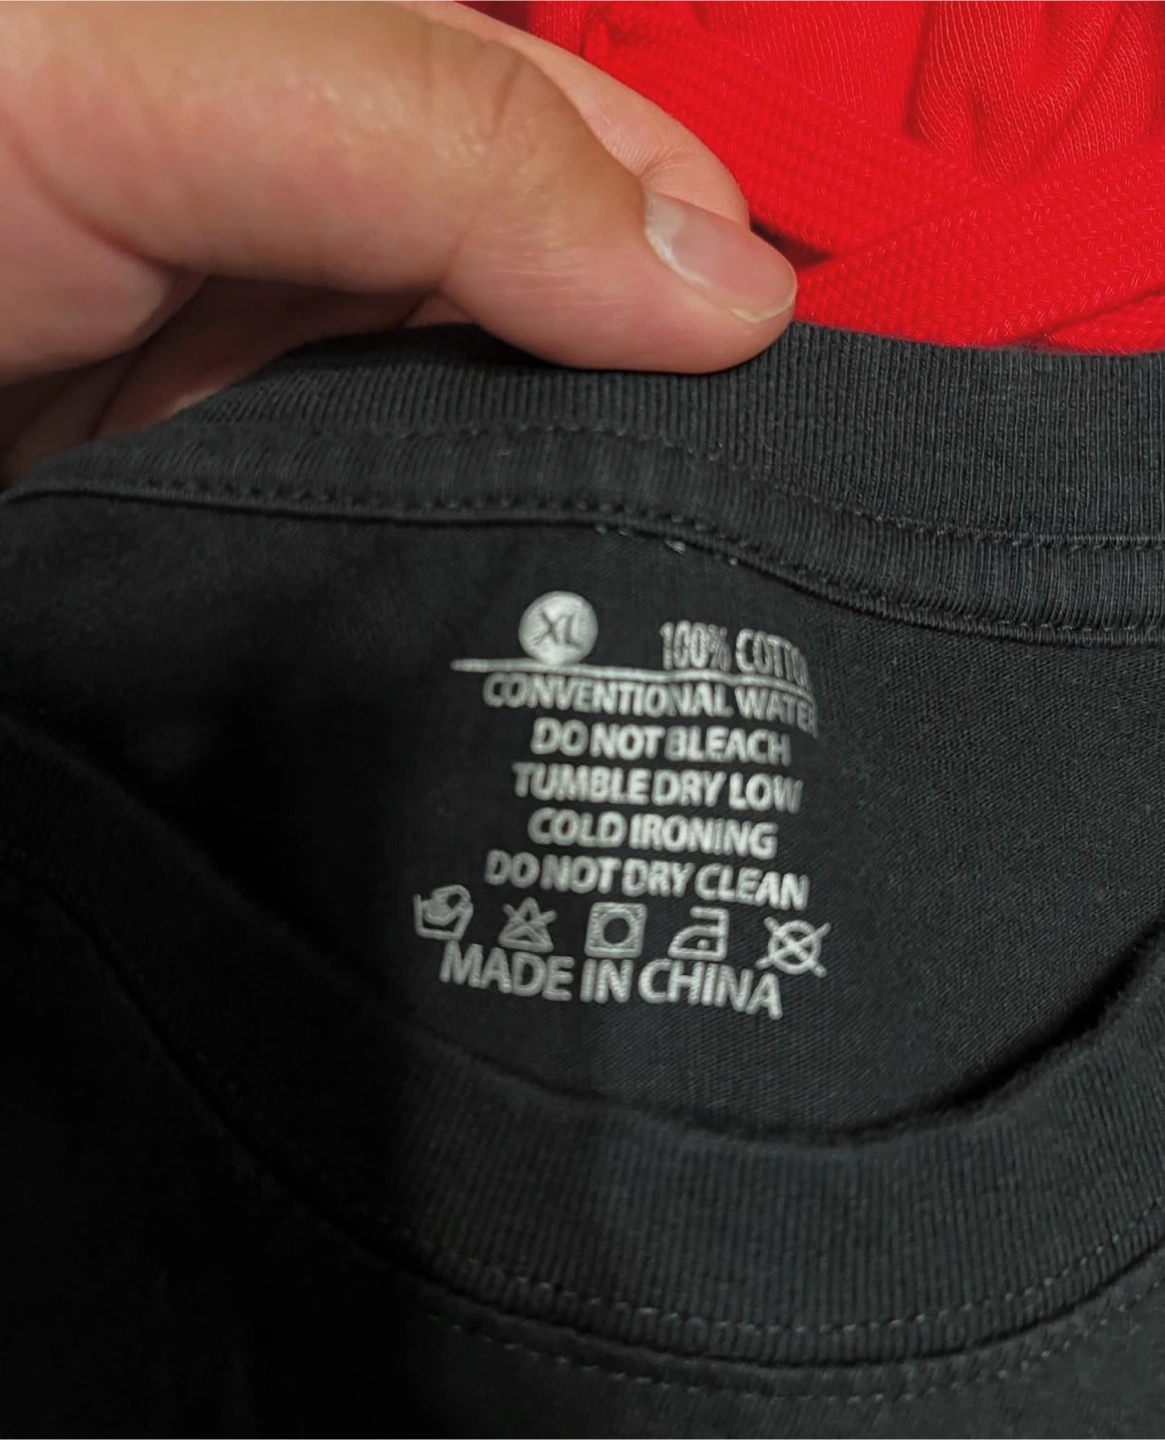 XL 100% COTTON
CONVENTIONAL WATER
DO NOT BLEACH
TUMBLE DRY LOW
COLD IRONING
DO NOT DRY CLEAN
MADE IN CHINA